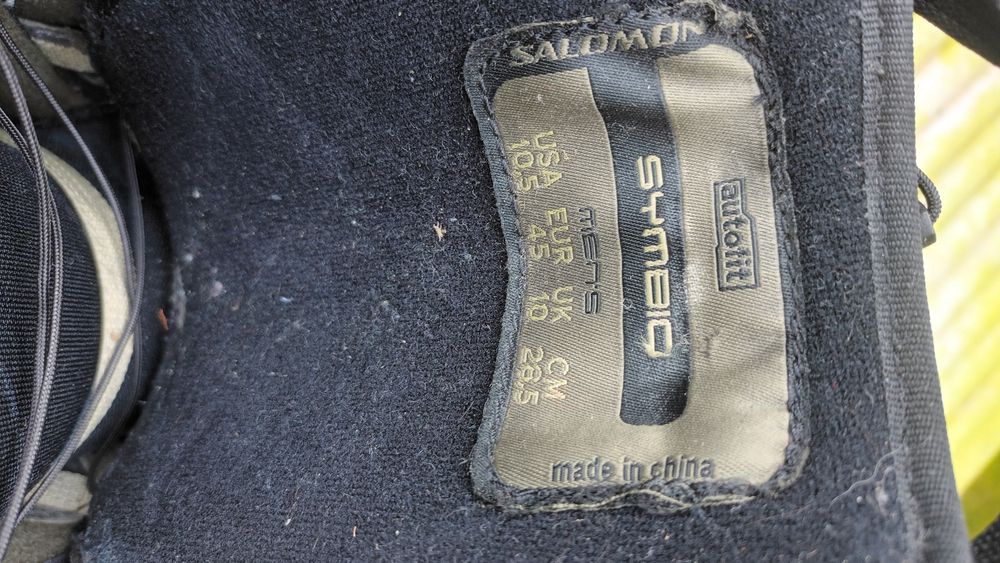 SALOMON
autofit
SYMBIO
men's
USA EUR UK CM
10.5 45 10 28.5
made in china